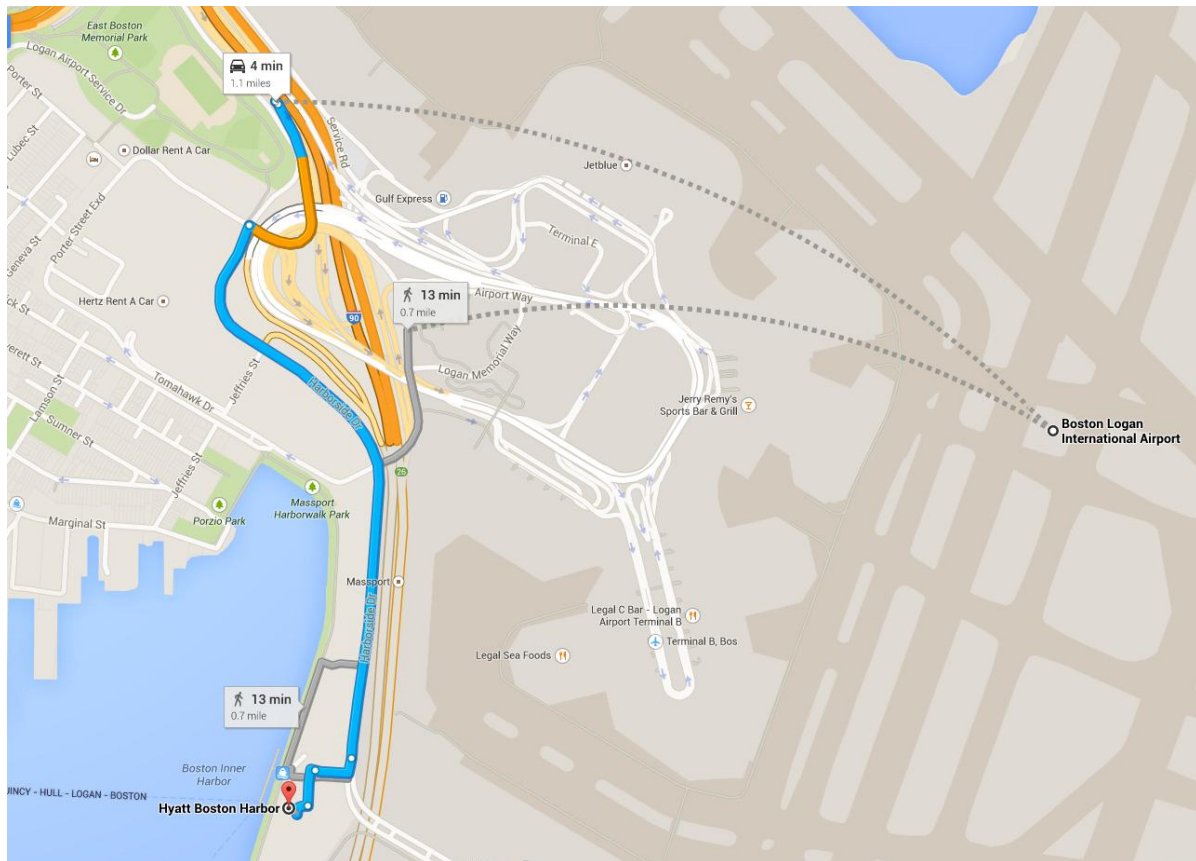 East Boston
Memorial Park
Logan Airport Service Dr
Porter St
Lubec St
4 min
1.1 miles
Service Rd
Dollar Rent A Car
Jetblue
Gulf Express
Porter Street Exd
Geneva St
Terminal E
Hertz Rent A Car
13 min
0.7 mile
Airport Way
90
Logan Memorial Way
Jeffries St
Harborside Dr
Tomahawk Dr
Everett St
Lamson St
Sumner St
Jerry Remy's
Sports Bar & Grill
Boston Logan
International Airport
26
Jeffries St
Porzio Park
Massport
Harborwalk Park
Marginal St
Massport
Harborside Dr
Legal C Bar - Logan
Airport Terminal B
Terminal B, Bos
Legal Sea Foods
13 min
0.7 mile
Boston Inner
Harbor
UINCY - HULL - LOGAN - BOSTON
Hyatt Boston Harbor